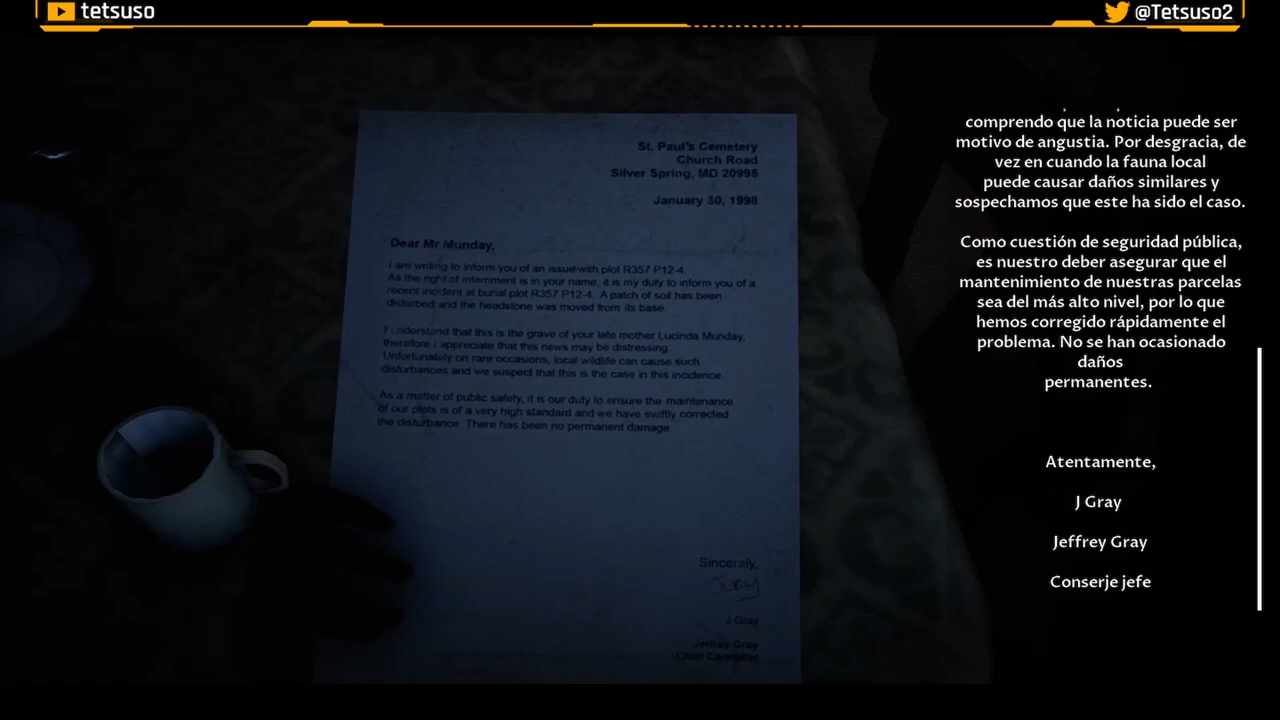 tetsuso
@Tetsuso2
St. Paul's Cemetery
Church Road
Silver Spring, MD 20995
January 30, 1998
Dear Mr Munday,
I am writing to inform you of an issue with plot R357 P12-4.
As the right of internment is in your name, it is my duty to inform you of a
recent incident at burial plot R357 P12-4. A patch of soil has been
disturbed and the headstone was moved from its base.
I understand that this is the grave of your late mother Lucinda Munday,
therefore i appreciate that this news may be distressing.
Unfortunately on rare occasions, local wildlife can cause such
disturbances and we suspect that this is the case in this incidence.
As a matter of public safety, it is our duty to ensure the maintenance
of our plots is of a very high standard and we have swiftly corrected
the disturbance. There has been no permanent damage.
Sincerely,
J Gray
J Gray
Jeffrey Gray
Chief Caretaker
comprendo que la noticia puede ser
motivo de angustia. Por desgracia, de
vez en cuando la fauna local
puede causar daños similares y
sospechamos que este ha sido el caso.
Como cuestión de seguridad pública,
es nuestro deber asegurar que el
mantenimiento de nuestras parcelas
sea del más alto nivel, por lo que
hemos corregido rápidamente el
problema. No se han ocasionado
daños
permanentes.
Atentamente,
J Gray
Jeffrey Gray
Conserje jefe